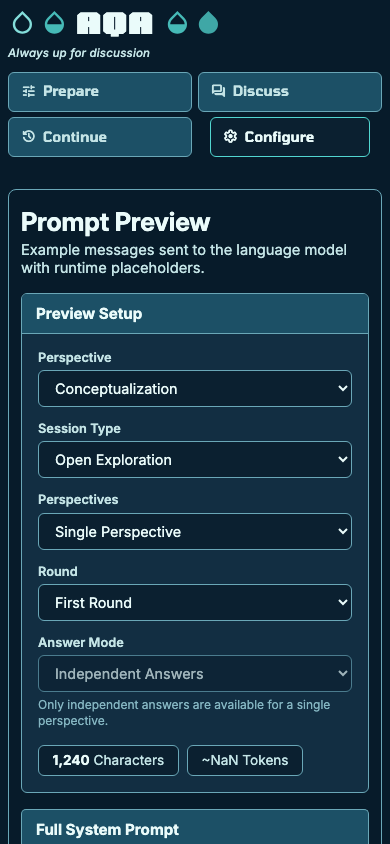 AQA
Always up for discussion
Prepare
Discuss
Continue
Configure
Prompt Preview
Example messages sent to the language model
with runtime placeholders.
Preview Setup
Perspective
Conceptualization
Session Type
Open Exploration
Perspectives
Single Perspective
Round
First Round
Answer Mode
Independent Answers
Only independent answers are available for a single
perspective.
1,240 Characters
~NaN Tokens
Full System Prompt